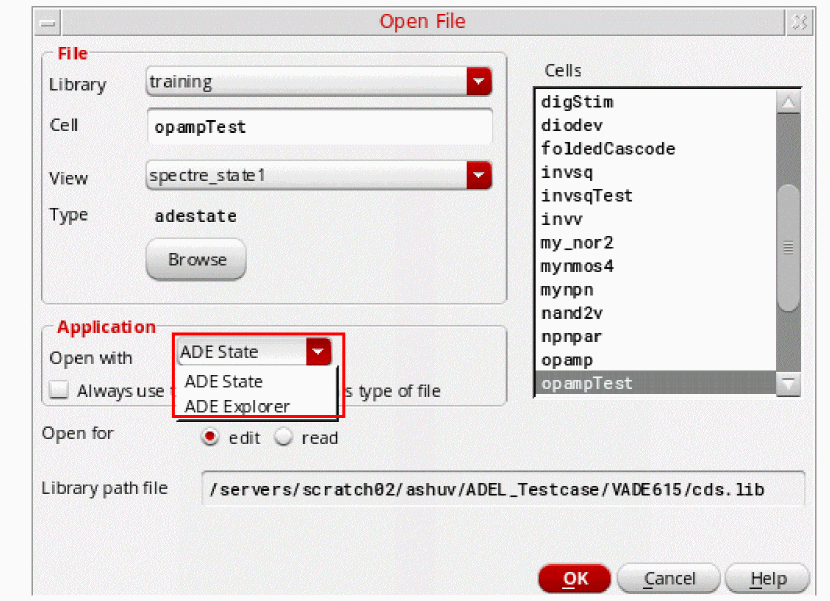 Open File
File
Library
training
Cell
opampTest
View
spectre_state1
Type
adestate
Browse
Application
Open with
ADE State
ADE State
ADE Explorer
Always use t
s type of file
Open for
edit
read
Library path file
/servers/scratch02/ashuv/ADEL_Testcase/VADE615/cds.lib
Cells
digStim
diodev
foldedCascode
invsq
invsqTest
invv
my_nor2
mynmos4
mynpn
nand2v
npnpar
opamp
opampTest
OK
Cancel
Help